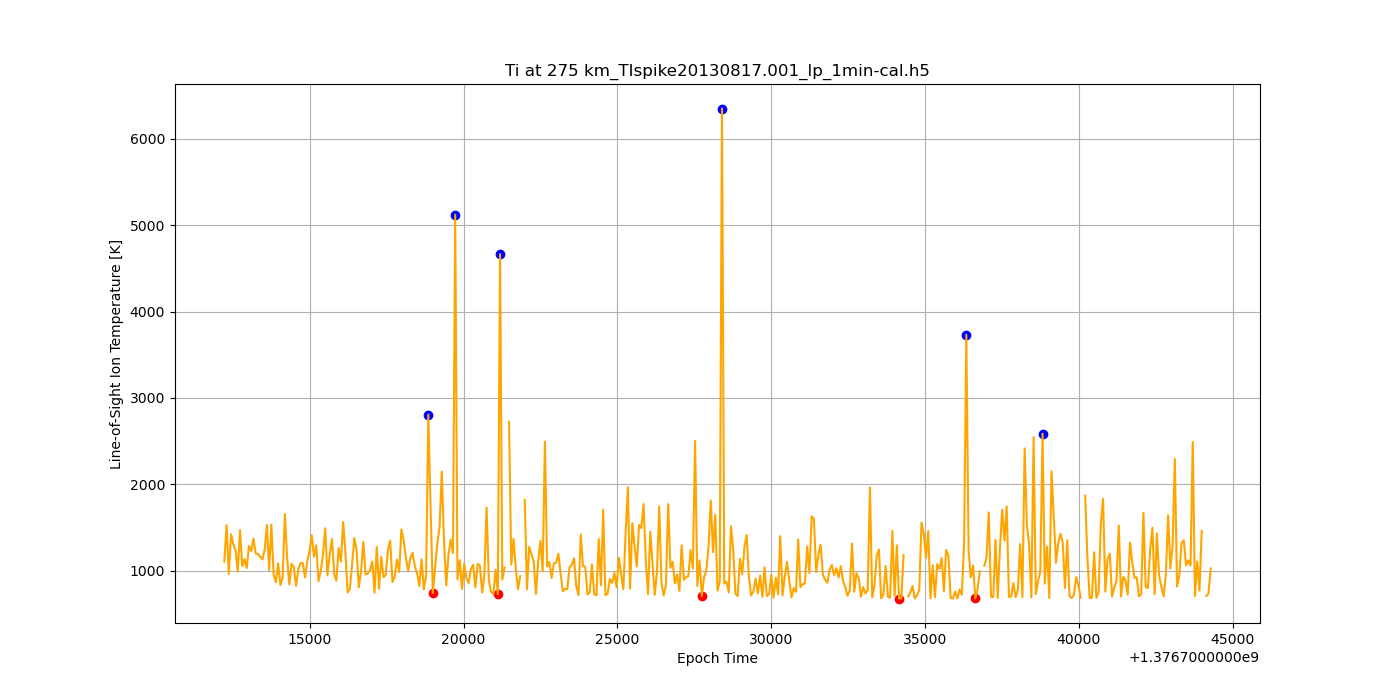 Ti at 275 km_TIspike20130817.001_lp_1min-cal.h5
Line-of-Sight Ion Temperature [K]
6000
5000
4000
3000
2000
1000
15000 20000 25000 30000 35000 40000 45000
Epoch Time
+1.3767000000e9